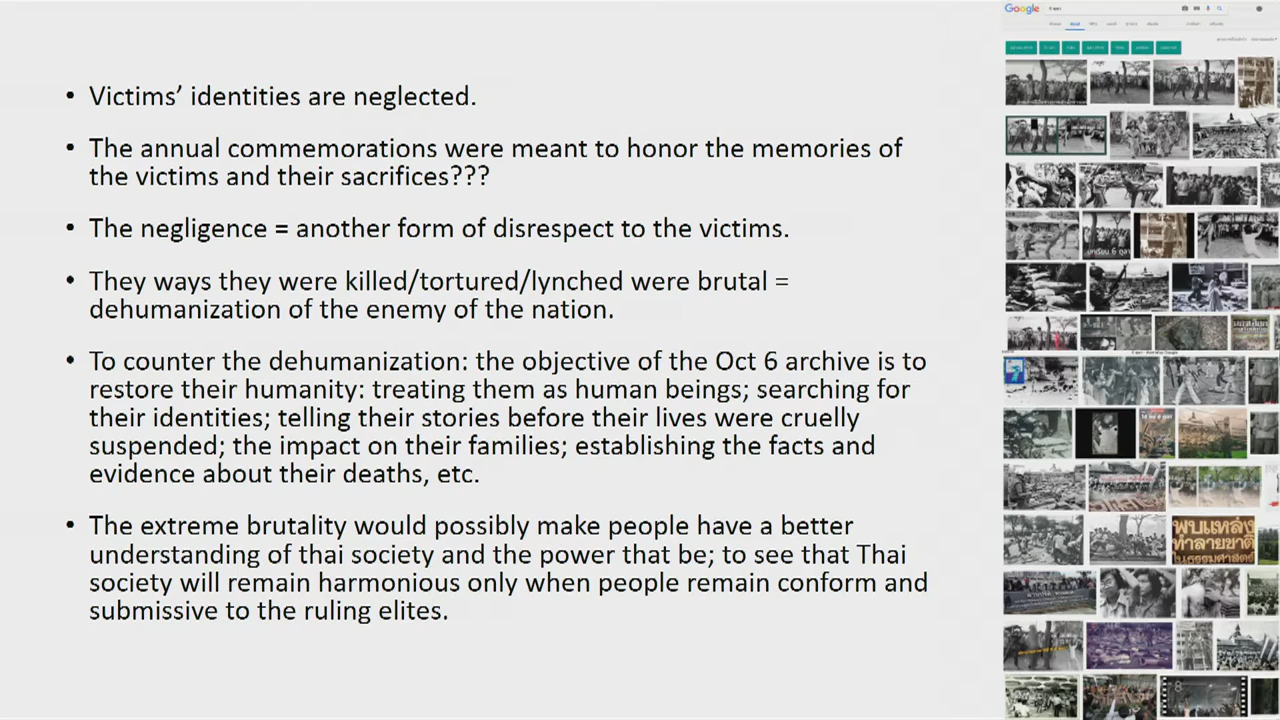 • Victims’ identities are neglected.
• The annual commemorations were meant to honor the memories of
the victims and their sacrifices???
• The negligence = another form of disrespect to the victims.
• They ways they were killed/tortured/lynched were brutal =
dehumanization of the enemy of the nation.
• To counter the dehumanization: the objective of the Oct 6 archive is to
restore their humanity: treating them as human beings; searching for
their identities; telling their stories before their lives were cruelly
suspended; the impact on their families; establishing the facts and
evidence about their deaths, etc.
• The extreme brutality would possibly make people have a better
understanding of thai society and the power that be; to see that Thai
society will remain harmonious only when people remain conform and
submissive to the ruling elites.
Google
6 ตุลา
พบแหล่ง
ทำลายชาติ